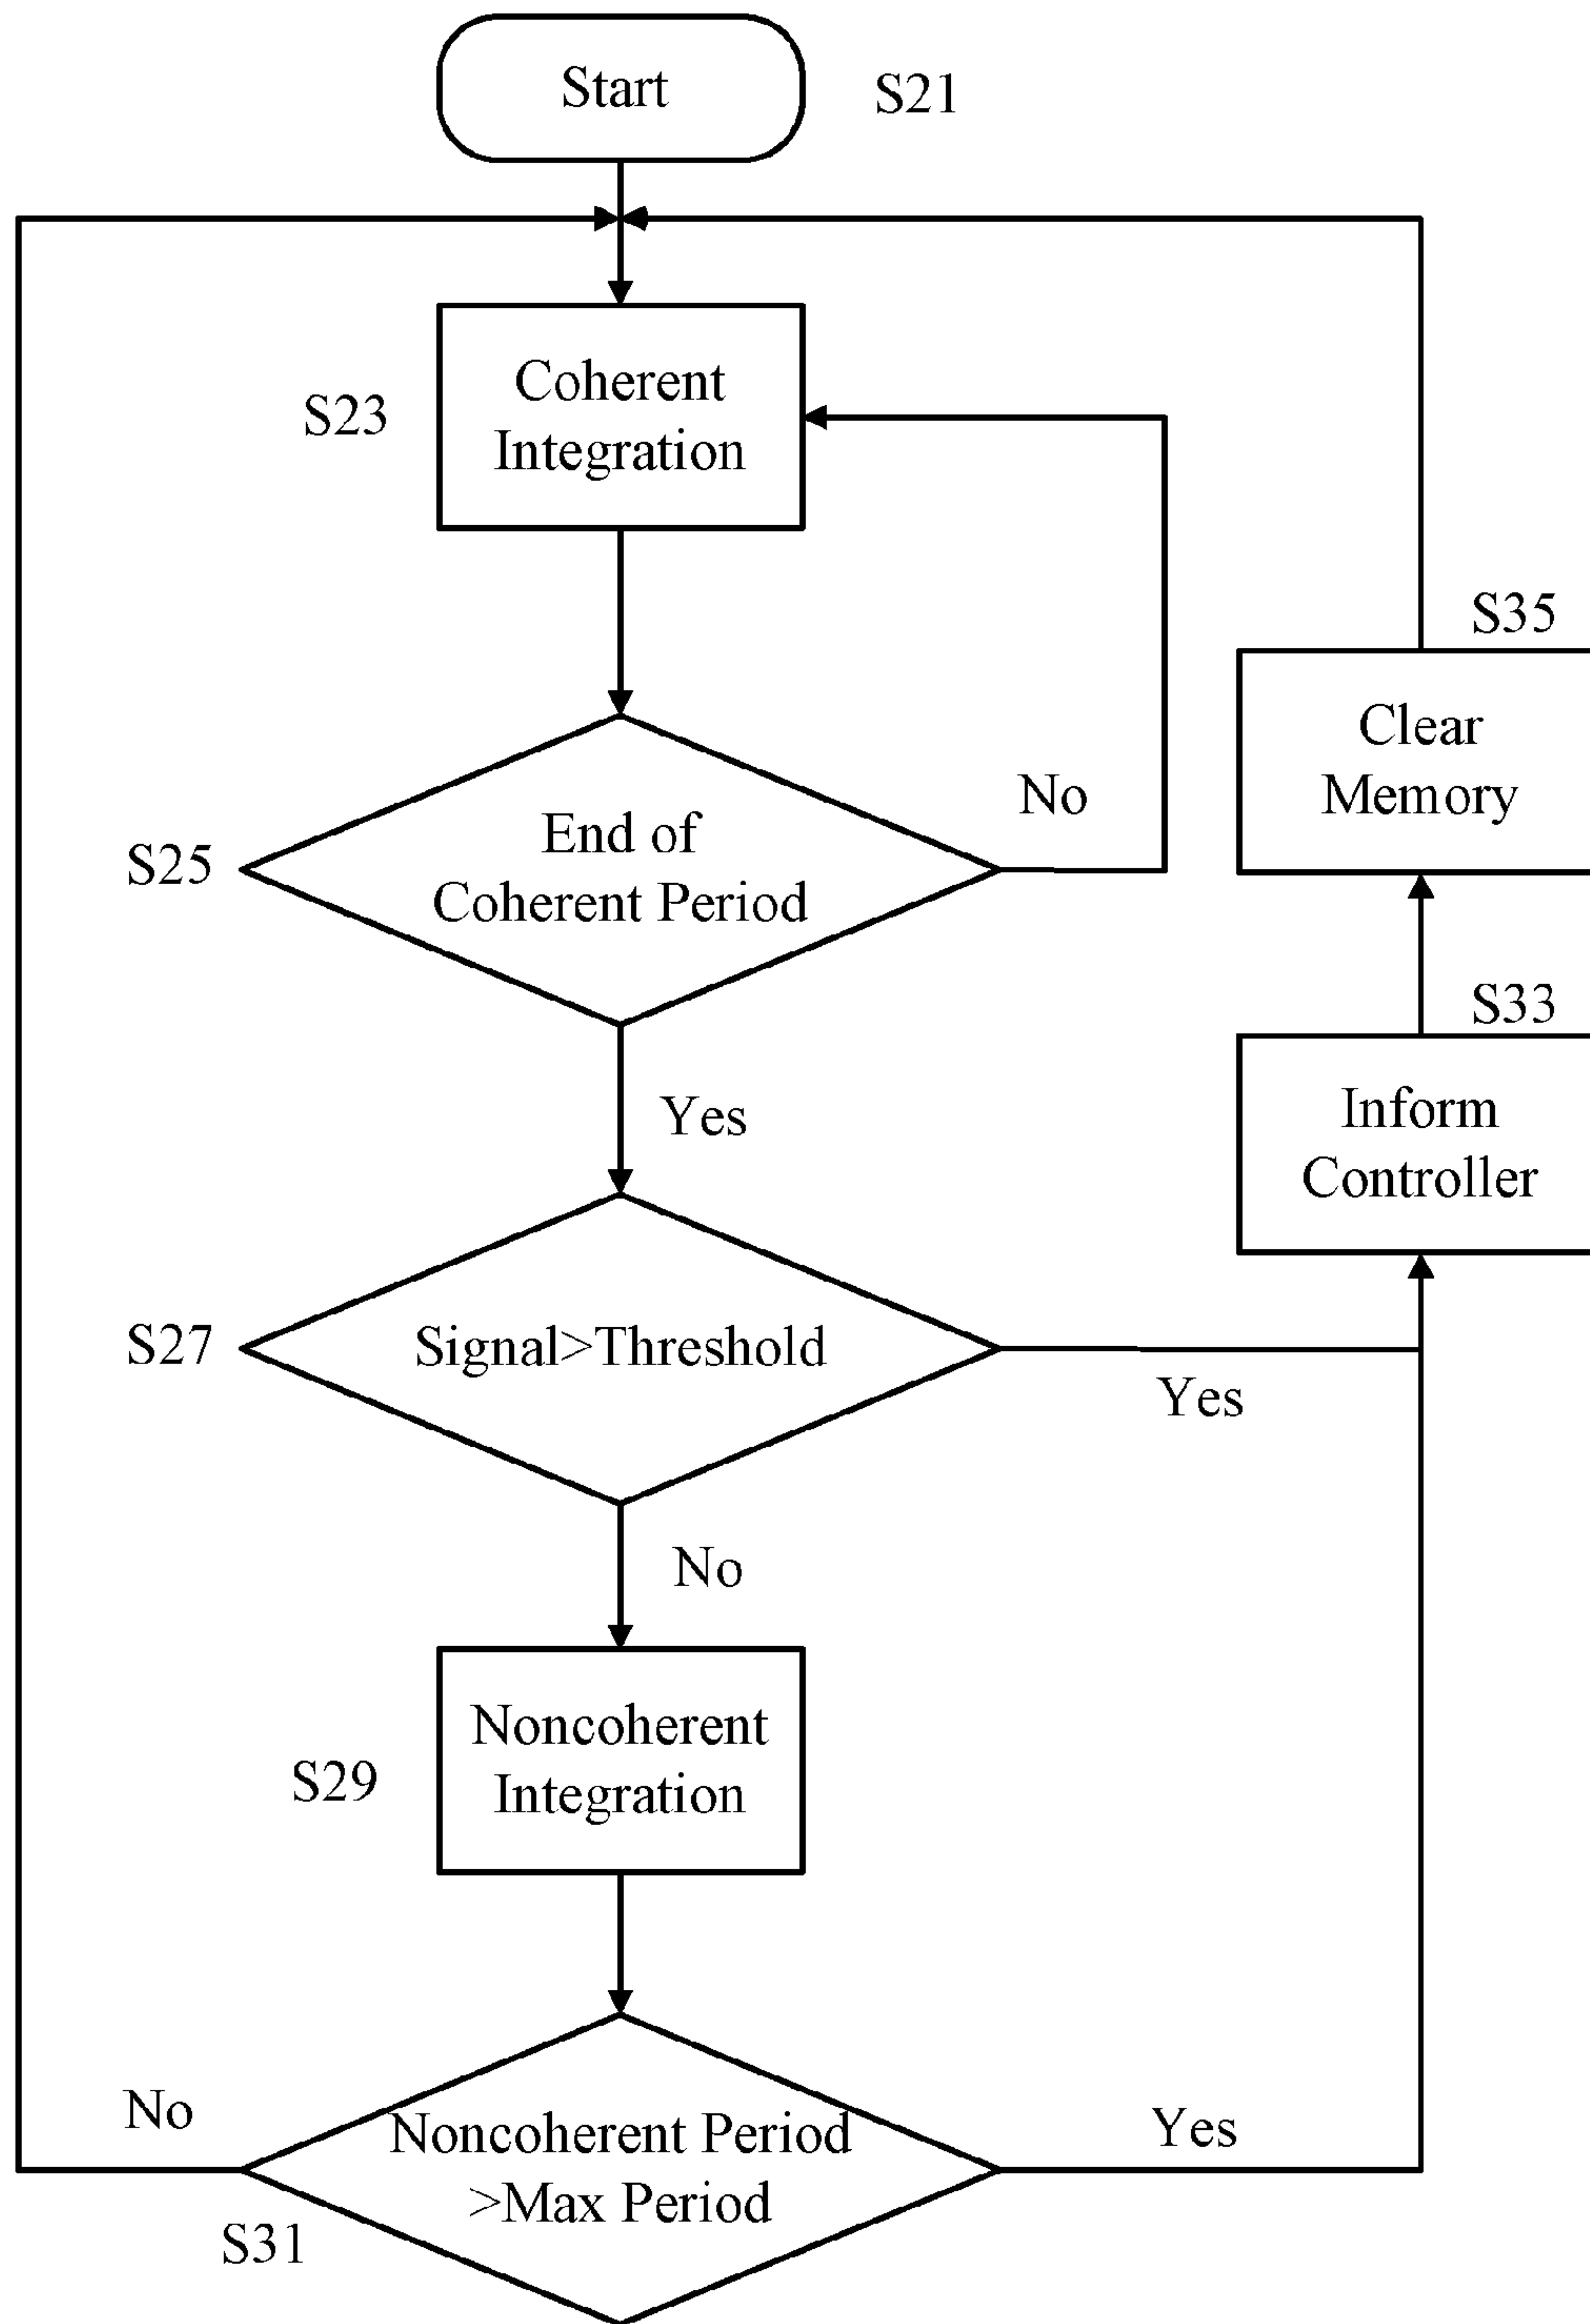 Start
S21
Coherent
Integration
S23
No
End of
Coherent Period
S25
Yes
S35
Clear
Memory
S33
Inform
Controller
Signal>Threshold
S27
Yes
No
Noncoherent
Integration
S29
No
Noncoherent Period
>Max Period
Yes
S31